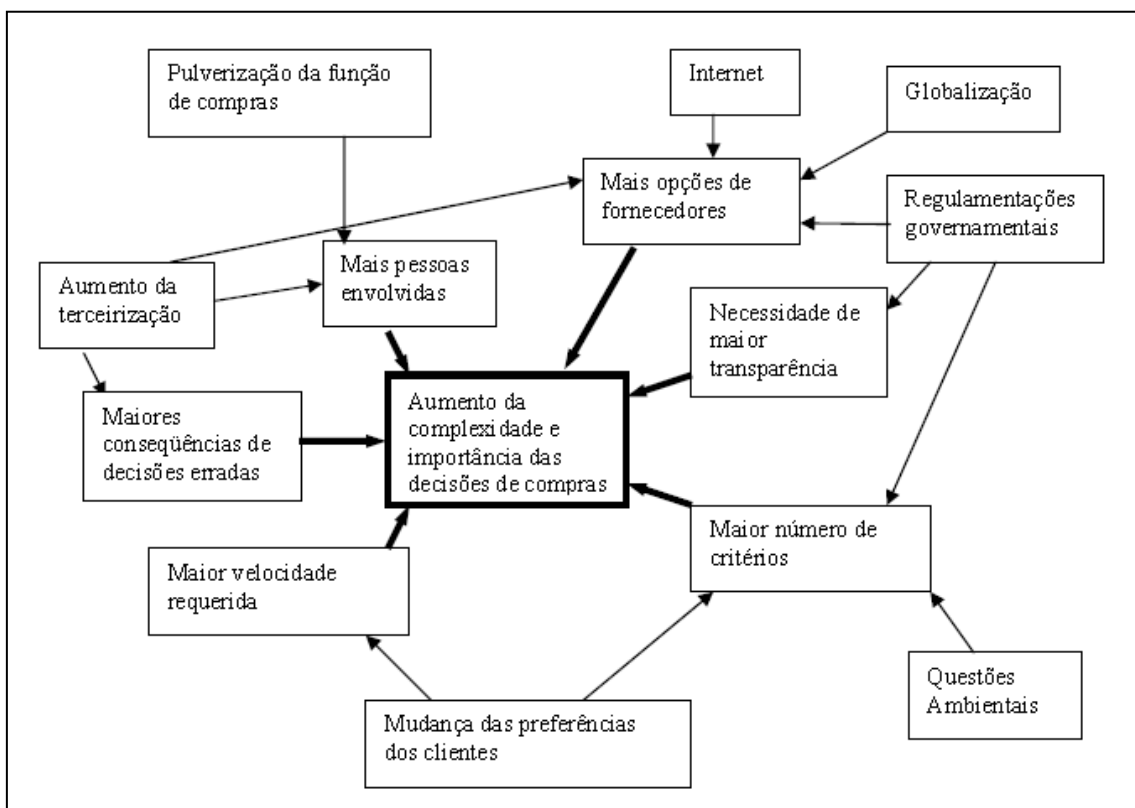 Pulverização da função
de compras
Internet
Globalização
Mais opções de
fornecedores
Regulamentações
governamentais
Mais pessoas
envolvidas
Aumento da
terceirização
Necessidade de
maior
transparência
Aumento da
complexidade e
importância das
decisões de compras
Maiores
conseqüências de
decisões erradas
Maior número de
critérios
Maior velocidade
requerida
Questões
Ambientais
Mudança das preferências
dos clientes